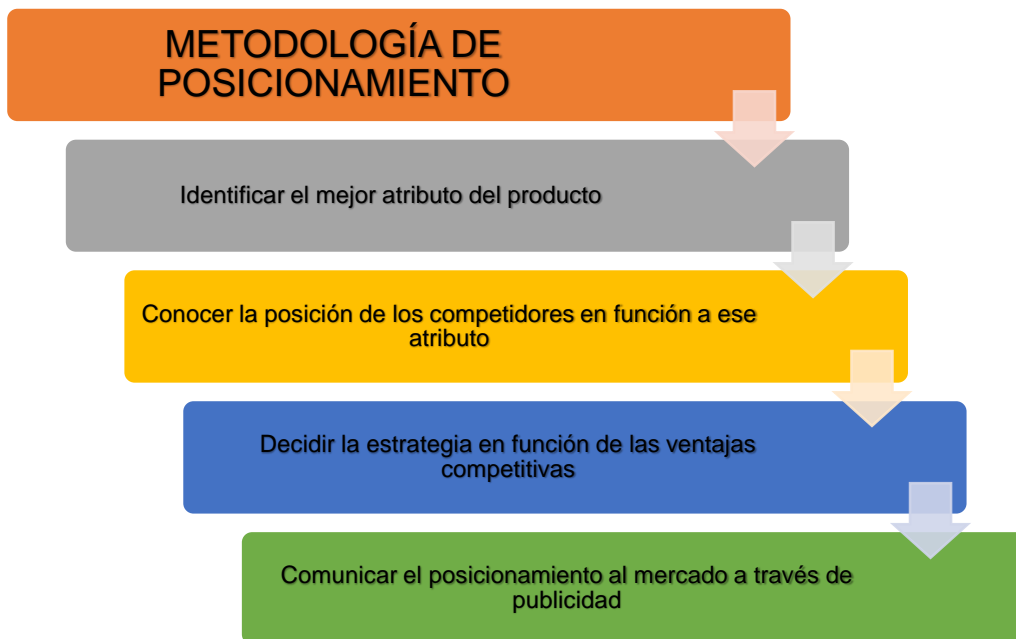 METODOLOGÍA DE
POSICIONAMIENTO
Identificar el mejor atributo del producto
Conocer la posición de los competidores en función a ese
atributo
Decidir la estrategia en función de las ventajas
competitivas
Comunicar el posicionamiento al mercado a través de
publicidad